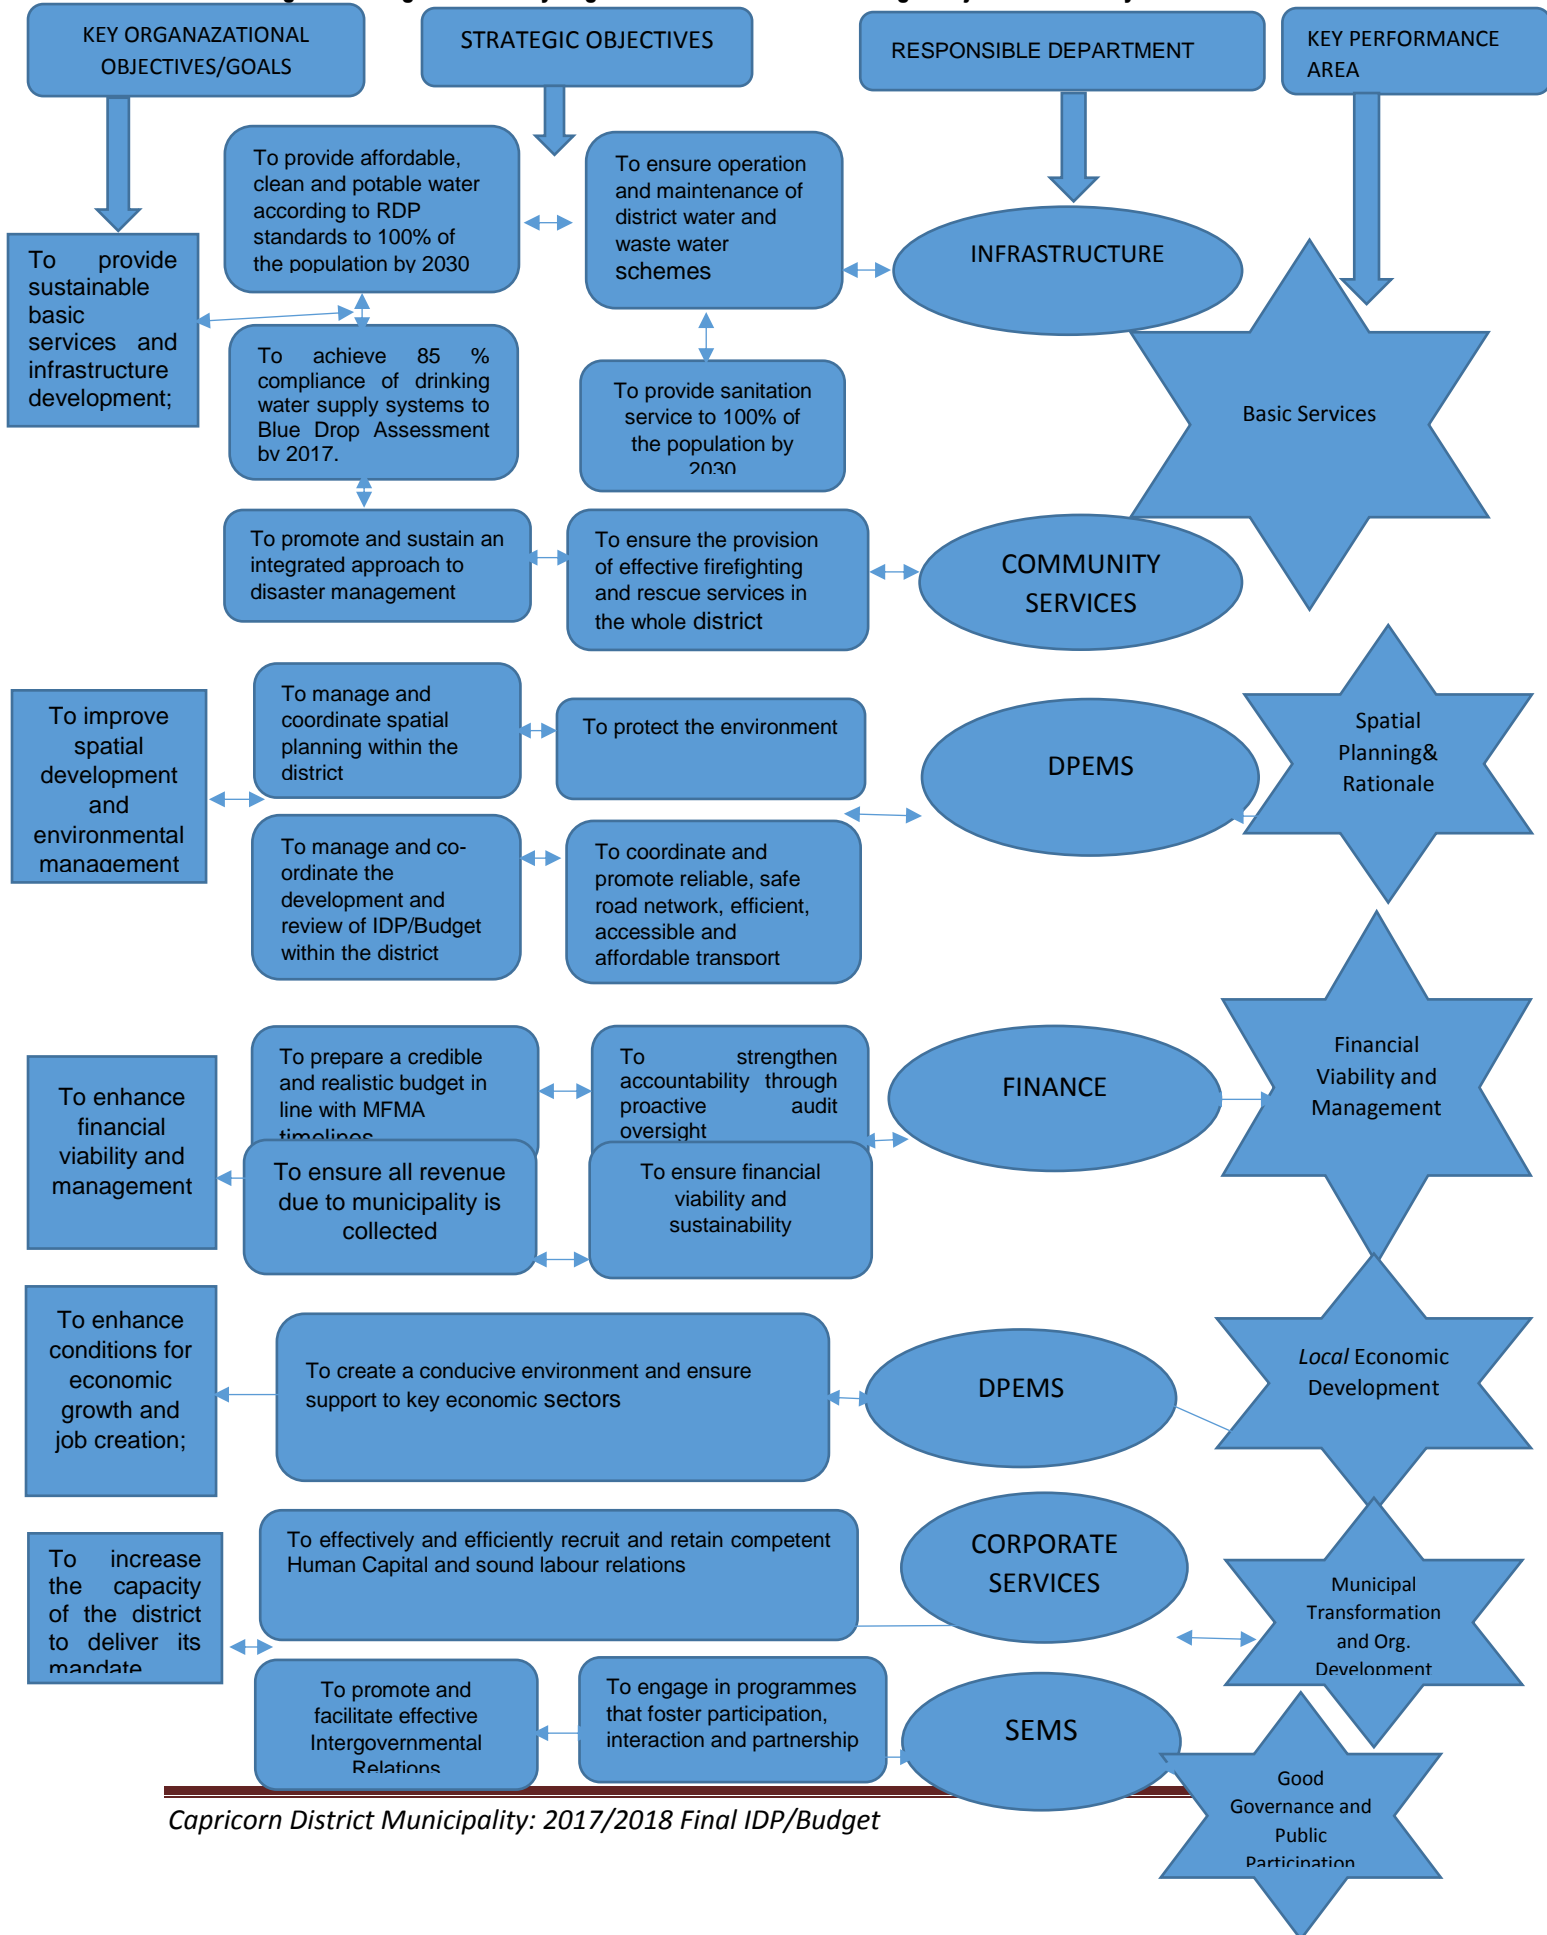 KEY ORGANAZATIONAL
OBJECTIVES/GOALS
STRATEGIC OBJECTIVES
RESPONSIBLE DEPARTMENT
KEY PERFORMANCE
AREA
To provide
sustainable
basic
services and
infrastructure
development;
To provide affordable,
clean and potable water
according to RDP
standards to 100% of
the population by 2030
To ensure operation
and maintenance of
district water and
waste water
schemes
INFRASTRUCTURE
Basic Services
To achieve 85 %
compliance of drinking
water supply systems to
Blue Drop Assessment
by 2017.
To provide sanitation
service to 100% of
the population by
2030
To promote and sustain an
integrated approach to
disaster management
To ensure the provision
of effective firefighting
and rescue services in
the whole district
COMMUNITY
SERVICES
To improve
spatial
development
and
environmental
management
To manage and
coordinate spatial
planning within the
district
To protect the environment
DPEMS
Spatial
Planning&
Rationale
To manage and co-
ordinate the
development and
review of IDP/Budget
within the district
To coordinate and
promote reliable, safe
road network, efficient,
accessible and
affordable transport
To enhance
financial
viability and
management
To prepare a credible
and realistic budget in
line with MFMA
timelines
To strengthen
accountability through
proactive audit
oversight
FINANCE
Financial
Viability and
Management
To ensure all revenue
due to municipality is
collected
To ensure financial
viability and
sustainability
To enhance
conditions for
economic
growth and
job creation;
To create a conducive environment and ensure
support to key economic sectors
DPEMS
Local Economic
Development
To increase
the capacity
of the district
to deliver its
mandate
To effectively and efficiently recruit and retain competent
Human Capital and sound labour relations
CORPORATE
SERVICES
Municipal
Transformation
and Org.
Development
To promote and
facilitate effective
Intergovernmental
Relations
To engage in programmes
that foster participation,
interaction and partnership
SEMS
Good
Governance and
Public
Participation
Capricorn District Municipality: 2017/2018 Final IDP/Budget